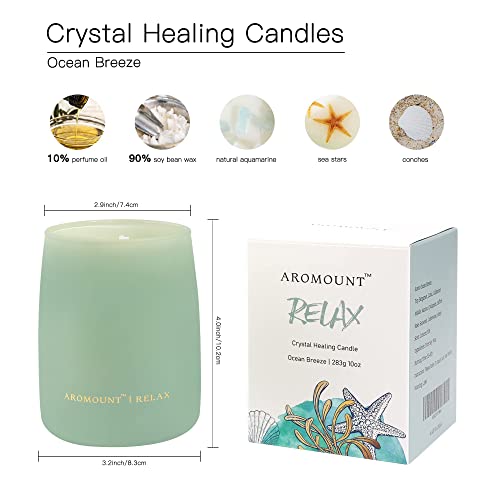 Crystal Healing Candles
Ocean Breeze
10% perfume oil
90% soy bean wax
natural aquamarine
sea stars
conches
2.9inch/7.4cm
4.0inch/10.2cm
AROMOUNT™ | RELAX
3.2inch/8.3cm
AROMOUNT™
RELAX
Crystal Healing Candle
Ocean Breeze | 283g 10oz